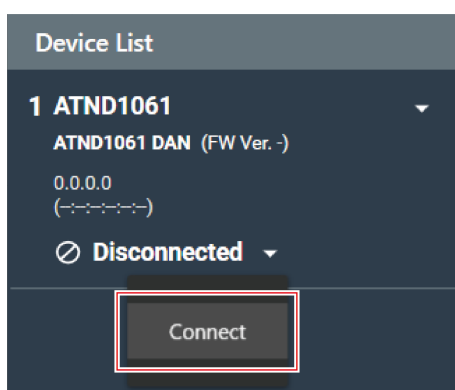 Device List
1 ATND1061
ATND1061 DAN (FW Ver. -)
0.0.0.0
(--:--:--:--:--:--)
Disconnected
Connect